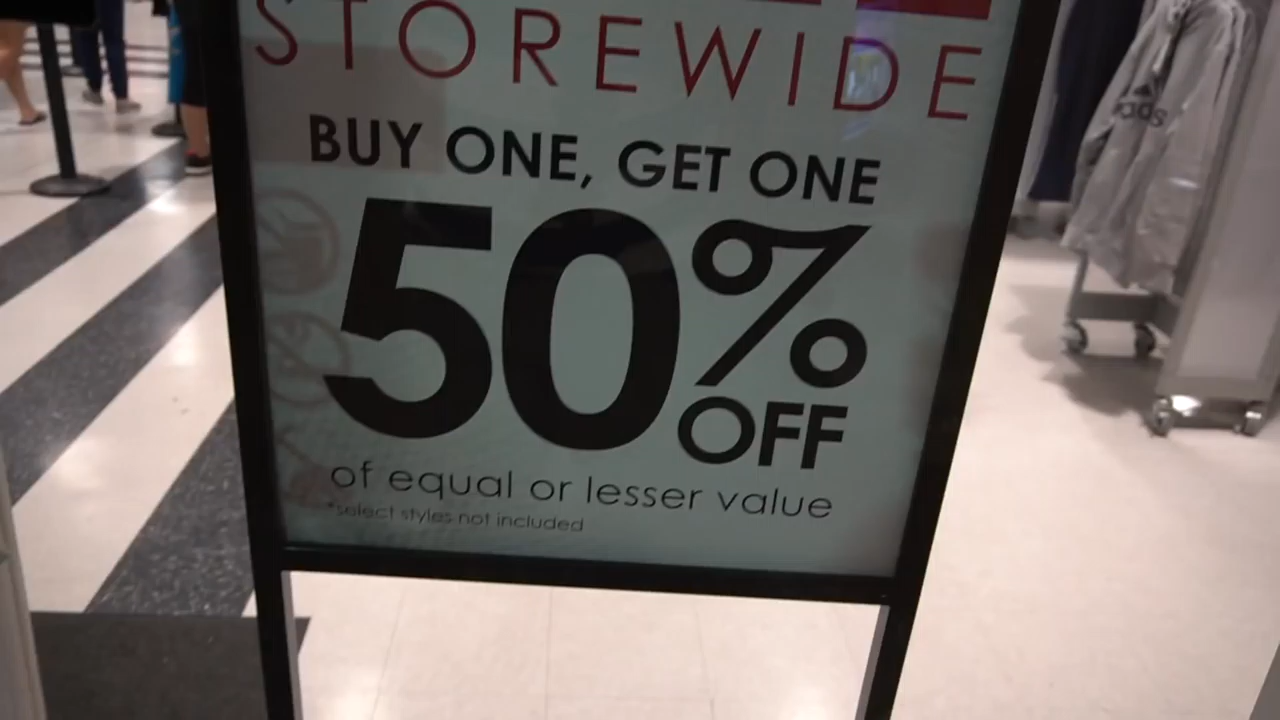 STOREWIDE
BUY ONE, GET ONE
50%
OFF
of equal or lesser value
*select styles not included